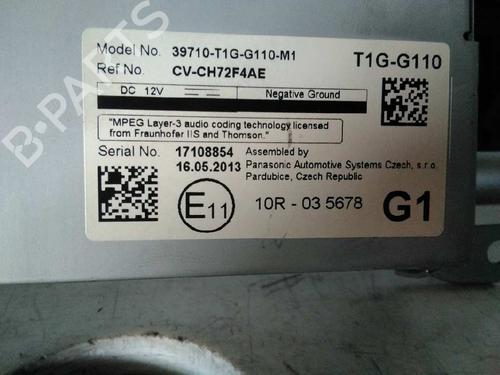 Model No. 39710-T1G-G110-M1
T1G-G110
Ref No. CV-CH72F4AE
DC 12V Negative Ground
"MPEG Layer-3 audio coding technology licensed
from Fraunhofer IIS and Thomson."
Serial No. 17108854
16.05.2013
Assembled by
Panasonic Automotive Systems Czech, s.r.o.
Pardubice, Czech Republic
E11
10R - 03 5678
G1
B-PARTS